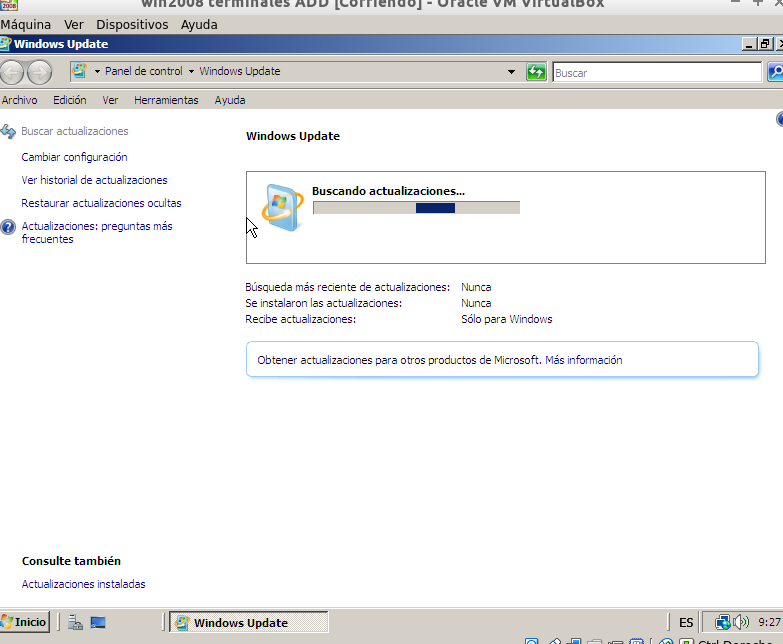 win2008 terminales ADD [Corriendo] - Oracle VM VirtualBox
Máquina Ver Dispositivos Ayuda
Windows Update
Panel de control Windows Update Buscar
Archivo Edición Ver Herramientas Ayuda
Buscar actualizaciones
Cambiar configuración
Ver historial de actualizaciones
Restaurar actualizaciones ocultas
Actualizaciones: preguntas más
frecuentes
Windows Update
Buscando actualizaciones...
Búsqueda más reciente de actualizaciones: Nunca
Se instalaron las actualizaciones: Nunca
Recibe actualizaciones: Sólo para Windows
Obtener actualizaciones para otros productos de Microsoft. Más información
Consulte también
Actualizaciones instaladas
Inicio Windows Update ES 9:27
Ctrl Derecho